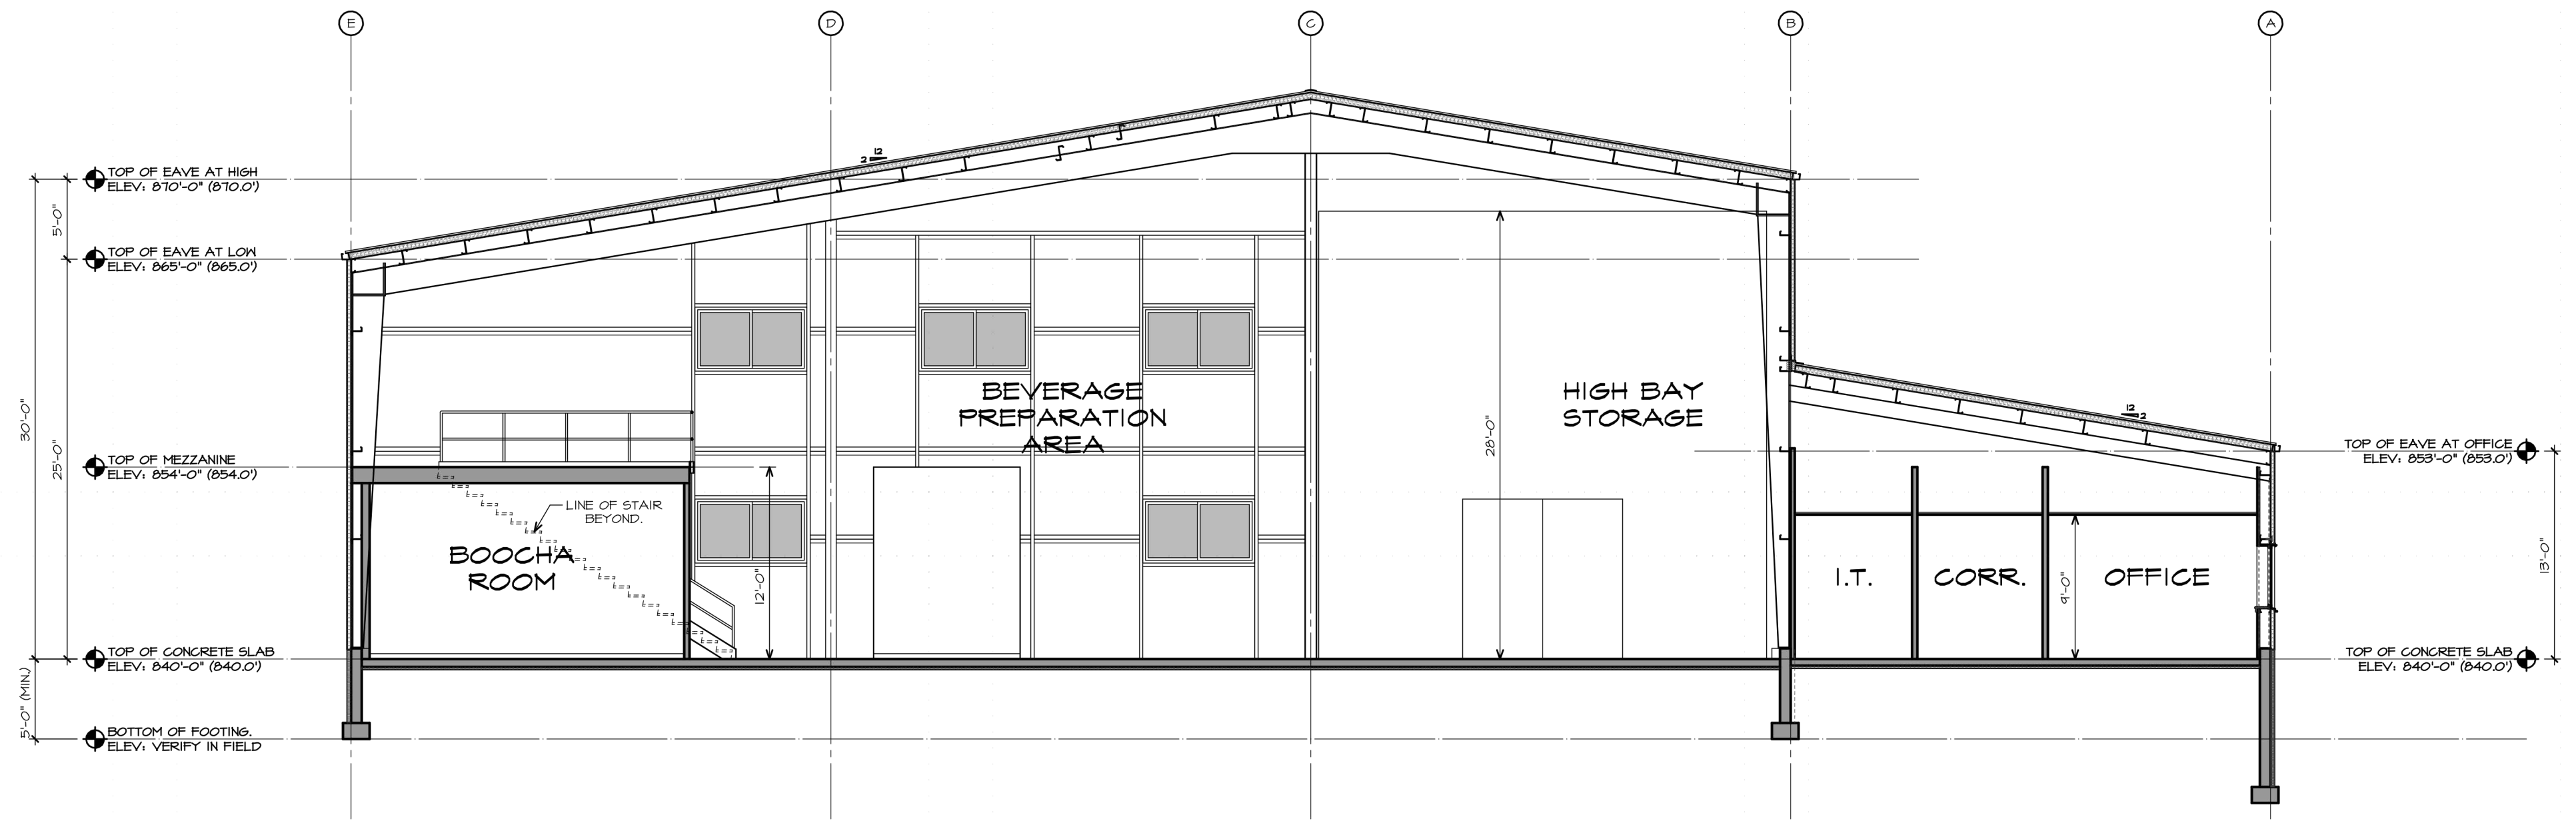 E
D
C
B
A
12
2
TOP OF EAVE AT HIGH
ELEV: 870'-0" (870.0')
5'-0"
TOP OF EAVE AT LOW
ELEV: 865'-0" (865.0')
30'-0"
25'-0"
BEVERAGE
PREPARATION
AREA
HIGH BAY
STORAGE
28'-0"
12
2
TOP OF EAVE AT OFFICE
ELEV: 853'-0" (853.0')
TOP OF MEZZANINE
ELEV: 854'-0" (854.0')
LINE OF STAIR
BEYOND.
BOOCHA
ROOM
12'-0"
I.T.
CORR.
9'-0"
OFFICE
13'-0"
TOP OF CONCRETE SLAB
ELEV: 840'-0" (840.0')
TOP OF CONCRETE SLAB
ELEV: 840'-0" (840.0')
5'-0" (MIN.)
BOTTOM OF FOOTING.
ELEV: VERIFY IN FIELD